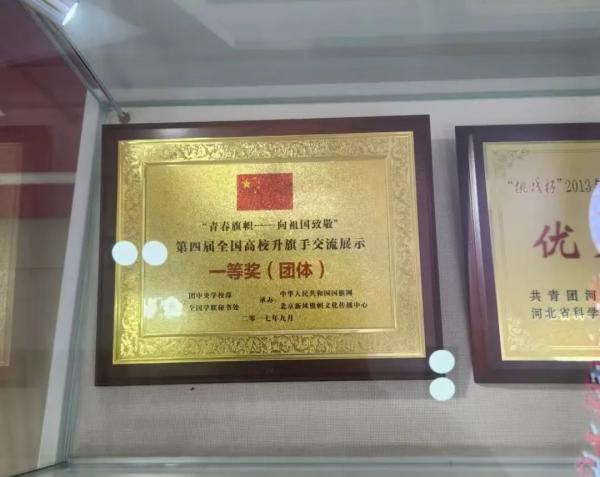 “青春旗帜——向祖国致敬”
第四届全国高校升旗手交流展示
一等奖（团体）
团中央学校部
全国学联秘书处
承办：
中华人民共和国国旗网
北京新风旗帜文化传播中心
二〇一七年九月
“挑战杯”2013
优
共青团河
河北省科学